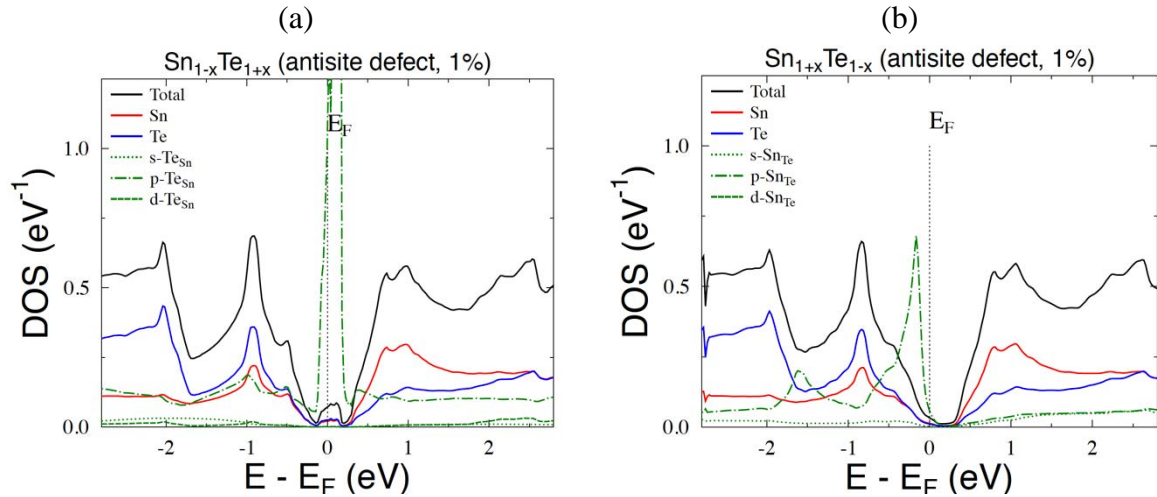 (a)
Sn1-xTe1+x (antisite defect, 1%)
Total
Sn
Te
s-TeSn
p-TeSn
d-TeSn
EF
1.0
0.5
0.0
DOS (eV-1)
-2
-1
0
1
2
E - EF (eV)
(b)
Sn1+xTe1-x (antisite defect, 1%)
Total
Sn
Te
s-SnTe
p-SnTe
d-SnTe
EF
1.0
0.5
0.0
DOS (eV-1)
-2
-1
0
1
2
E - EF (eV)